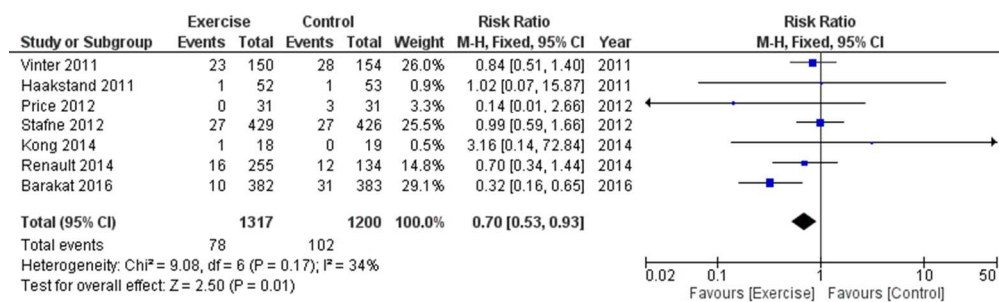 Exercise Control Risk Ratio Risk Ratio
Study or Subgroup Events Total Events Total Weight M-H, Fixed, 95% CI Year M-H, Fixed, 95% CI
Vinter 2011 23 150 28 154 26.0% 0.84 [0.51, 1.40] 2011
Haakstand 2011 1 52 1 53 0.9% 1.02 [0.07, 15.87] 2011
Price 2012 0 31 3 31 3.3% 0.14 [0.01, 2.66] 2012
Stafne 2012 27 429 27 426 25.5% 0.99 [0.59, 1.66] 2012
Kong 2014 1 18 0 19 0.5% 3.16 [0.14, 72.84] 2014
Renault 2014 16 255 12 134 14.8% 0.70 [0.34, 1.44] 2014
Barakat 2016 10 382 31 383 29.1% 0.32 [0.16, 0.65] 2016
Total (95% CI) 1317 1200 100.0% 0.70 [0.53, 0.93]
Total events 78 102
Heterogeneity: Chi² = 9.08, df = 6 (P = 0.17); I² = 34%
Test for overall effect: Z = 2.50 (P = 0.01)
0.02 0.1 1 10 50
Favours [Exercise] Favours [Control]